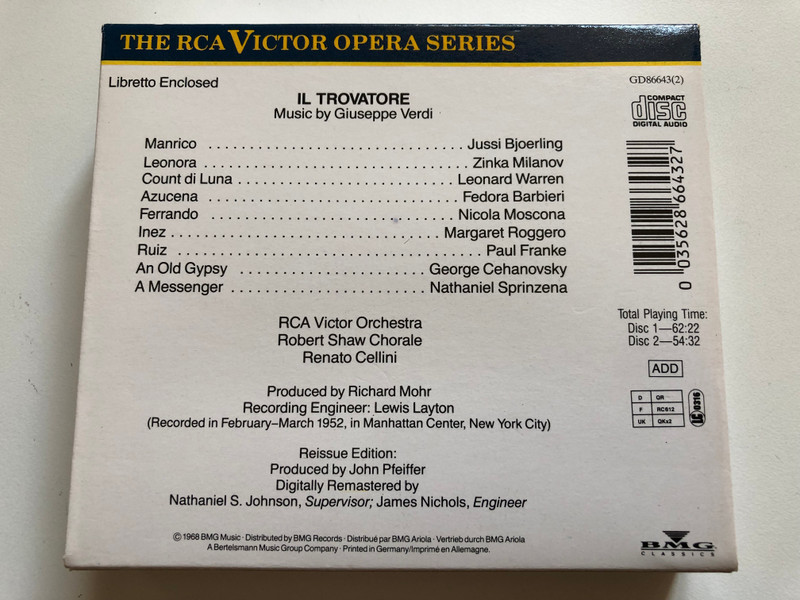 THE RCA VICTOR OPERA SERIES
Libretto Enclosed
GD86643(2)
IL TROVATORE
Music by Giuseppe Verdi
COMPACT
disc
DIGITAL AUDIO
Manrico . . . . . . . . . . . . . . . . . . . . . . . . . . . . . . . Jussi Bjoerling
Leonora . . . . . . . . . . . . . . . . . . . . . . . . . . . . . . . . Zinka Milanov
Count di Luna . . . . . . . . . . . . . . . . . . . . . . . . . . Leonard Warren
Azucena . . . . . . . . . . . . . . . . . . . . . . . . . . . . . . Fedora Barbieri
Ferrando . . . . . . . . . . . . . . . . . . . . . . . . . . . . . Nicola Moscona
Inez . . . . . . . . . . . . . . . . . . . . . . . . . . . . . . . . . Margaret Roggero
Ruiz . . . . . . . . . . . . . . . . . . . . . . . . . . . . . . . . . . . . . Paul Franke
An Old Gypsy . . . . . . . . . . . . . . . . . . . . . . . George Cehanovsky
A Messenger . . . . . . . . . . . . . . . . . . . . . . . . Nathaniel Sprinzena
0 035628 664327
RCA Victor Orchestra
Robert Shaw Chorale
Renato Cellini
Total Playing Time:
Disc 1—62:22
Disc 2—54:32
ADD
Produced by Richard Mohr
Recording Engineer: Lewis Layton
(Recorded in February–March 1952, in Manhattan Center, New York City)
D QR
F RC612
UK QKx2
LC 0316
Reissue Edition:
Produced by John Pfeiffer
Digitally Remastered by
Nathaniel S. Johnson, Supervisor; James Nichols, Engineer
© 1968 BMG Music · Distributed by BMG Records · Distribué par BMG Ariola · Vertrieb durch BMG Ariola
A Bertelsmann Music Group Company · Printed in Germany/Imprimé en Allemagne.
BMG
CLASSICS